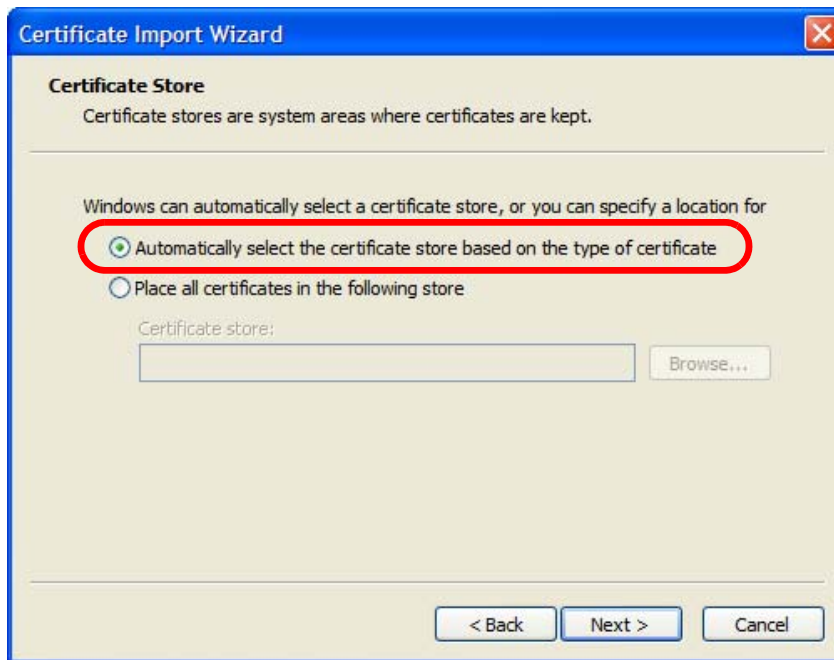 Certificate Import Wizard
Certificate Store
Certificate stores are system areas where certificates are kept.
Windows can automatically select a certificate store, or you can specify a location for
Automatically select the certificate store based on the type of certificate
Place all certificates in the following store
Certificate store:
Browse...
< Back Next > Cancel